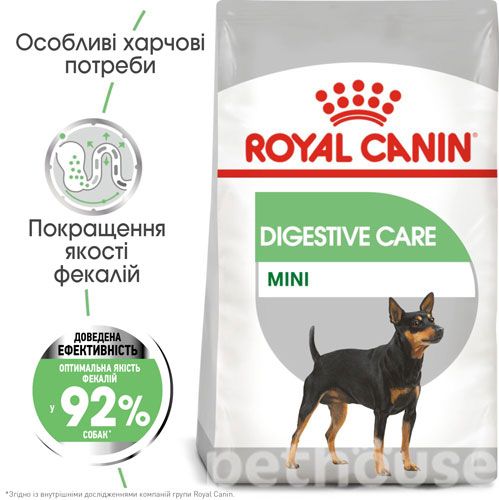 Особливі харчові
потреби
Покращення
якості
фекалій
ДОВЕДЕНА
ЕФЕКТИВНІСТЬ
ОПТИМАЛЬНА ЯКІСТЬ
ФЕКАЛІЙ
У 92%
СОБАК*
*Згідно із внутрішніми дослідженнями компаній групи Royal Canin.
ROYAL CANIN
DIGESTIVE CARE
MINI
pethouse